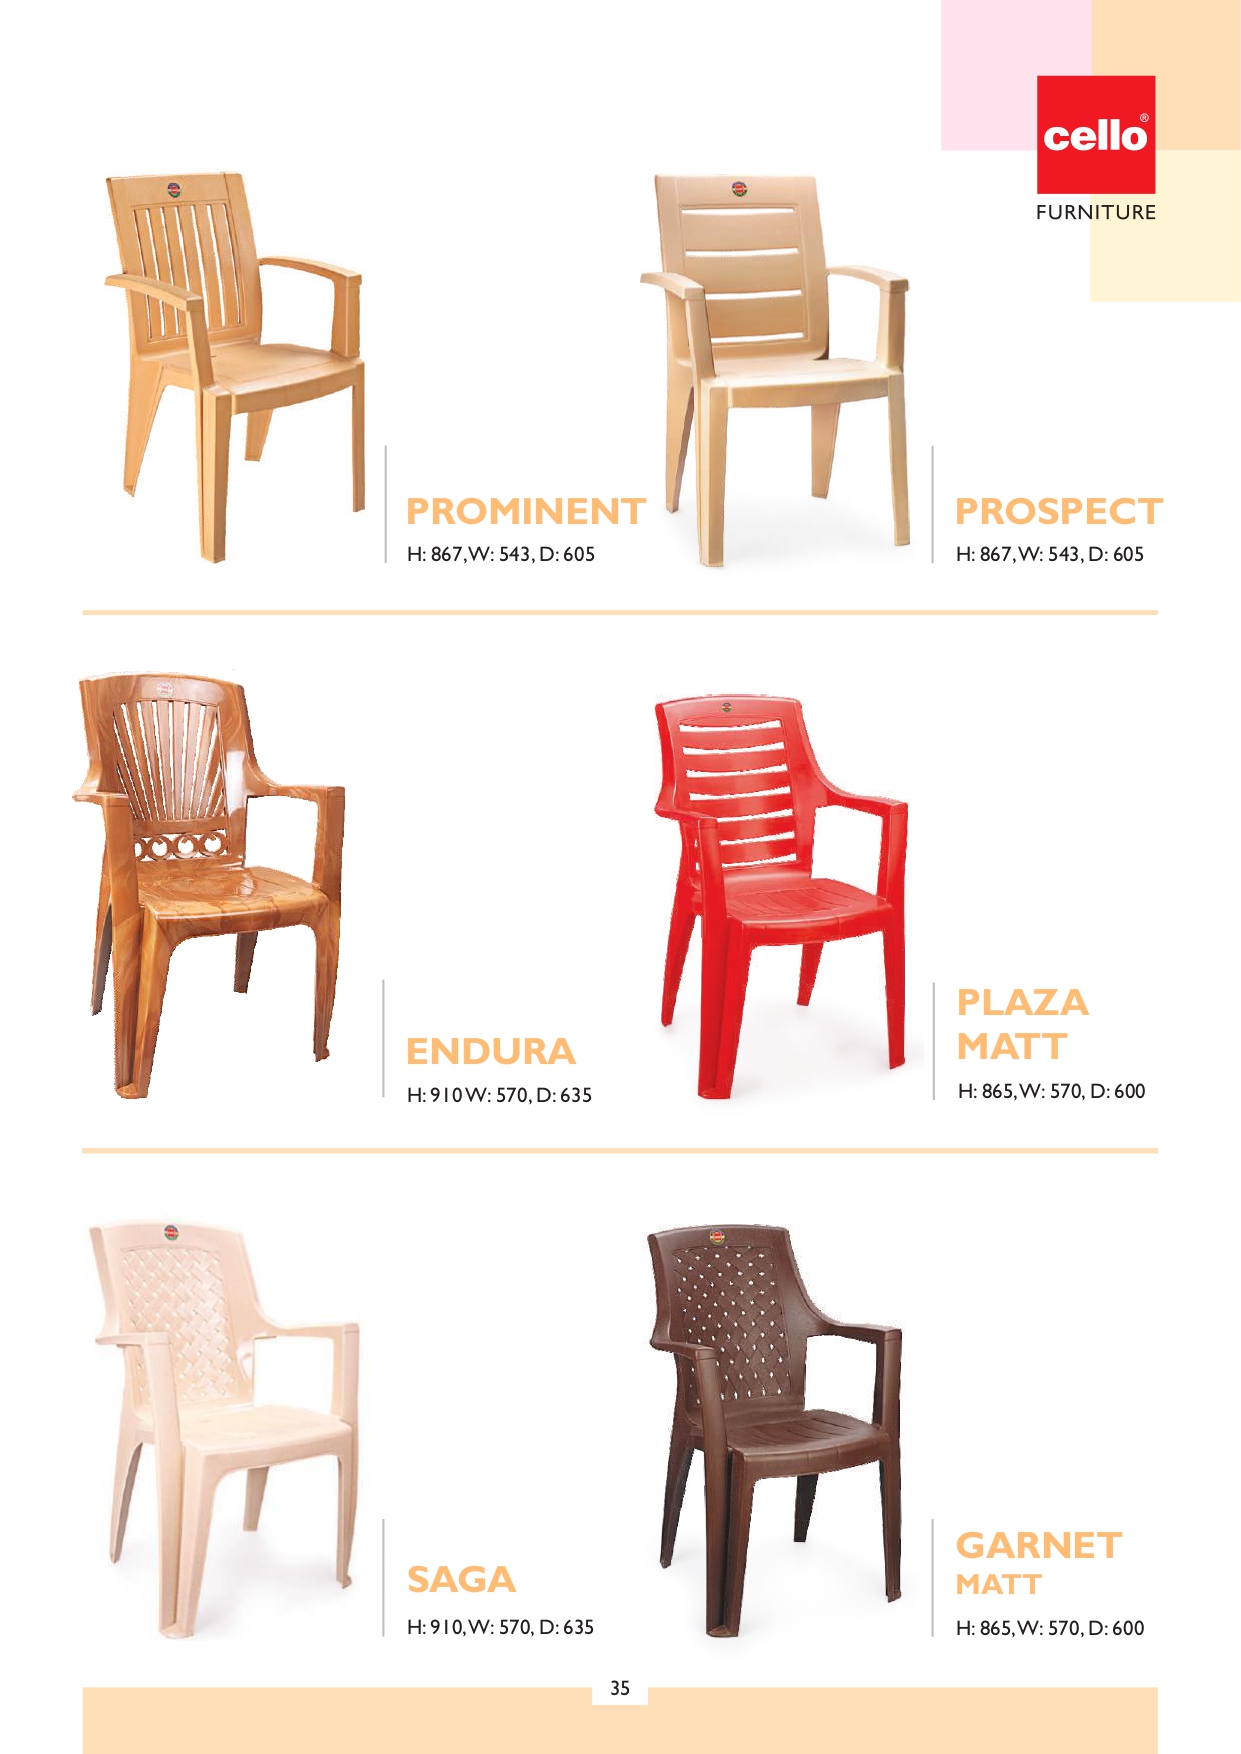 cello®
FURNITURE
PROMINENT
H: 867, W: 543, D: 605
PROSPECT
H: 867, W: 543, D: 605
ENDURA
H: 910 W: 570, D: 635
PLAZA
MATT
H: 865, W: 570, D: 600
SAGA
H: 910, W: 570, D: 635
GARNET
MATT
H: 865, W: 570, D: 600
35